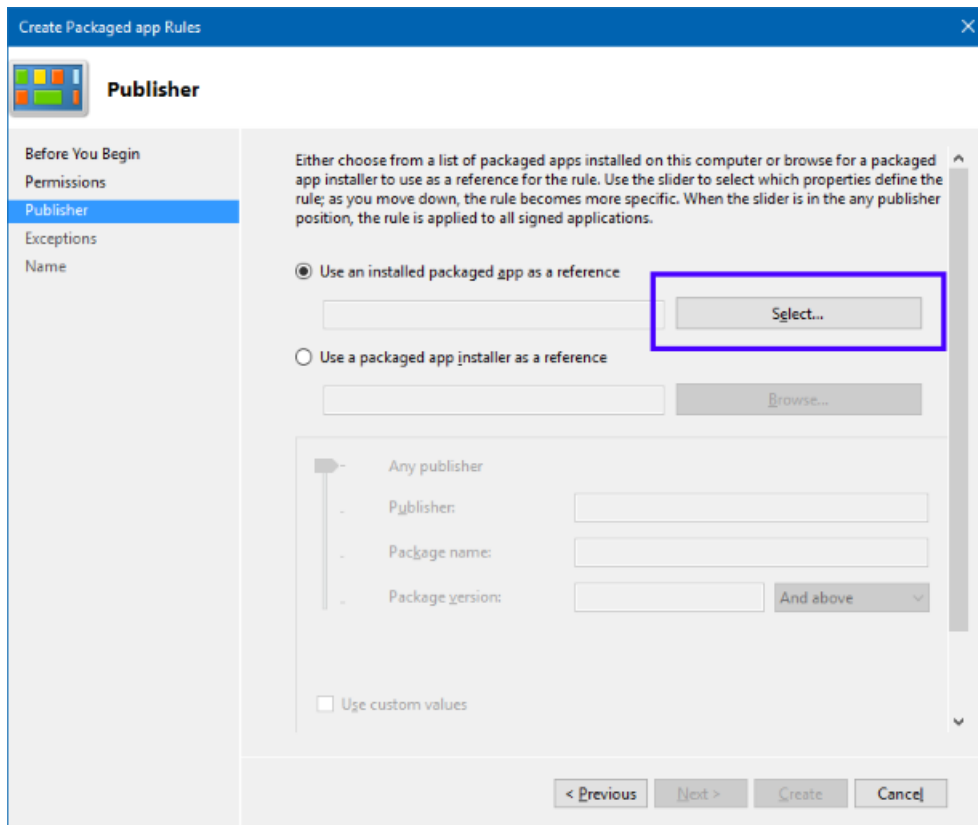 Create Packaged app Rules
Publisher
Before You Begin
Permissions
Publisher
Exceptions
Name
Either choose from a list of packaged apps installed on this computer or browse for a packaged
app installer to use as a reference for the rule. Use the slider to select which properties define the
rule; as you move down, the rule becomes more specific. When the slider is in the any publisher
position, the rule is applied to all signed applications.
Use an installed packaged app as a reference
Select...
Use a packaged app installer as a reference
Browse...
Any publisher
Publisher:
Package name:
Package version:
And above
Use custom values
< Previous
Next >
Create
Cancel